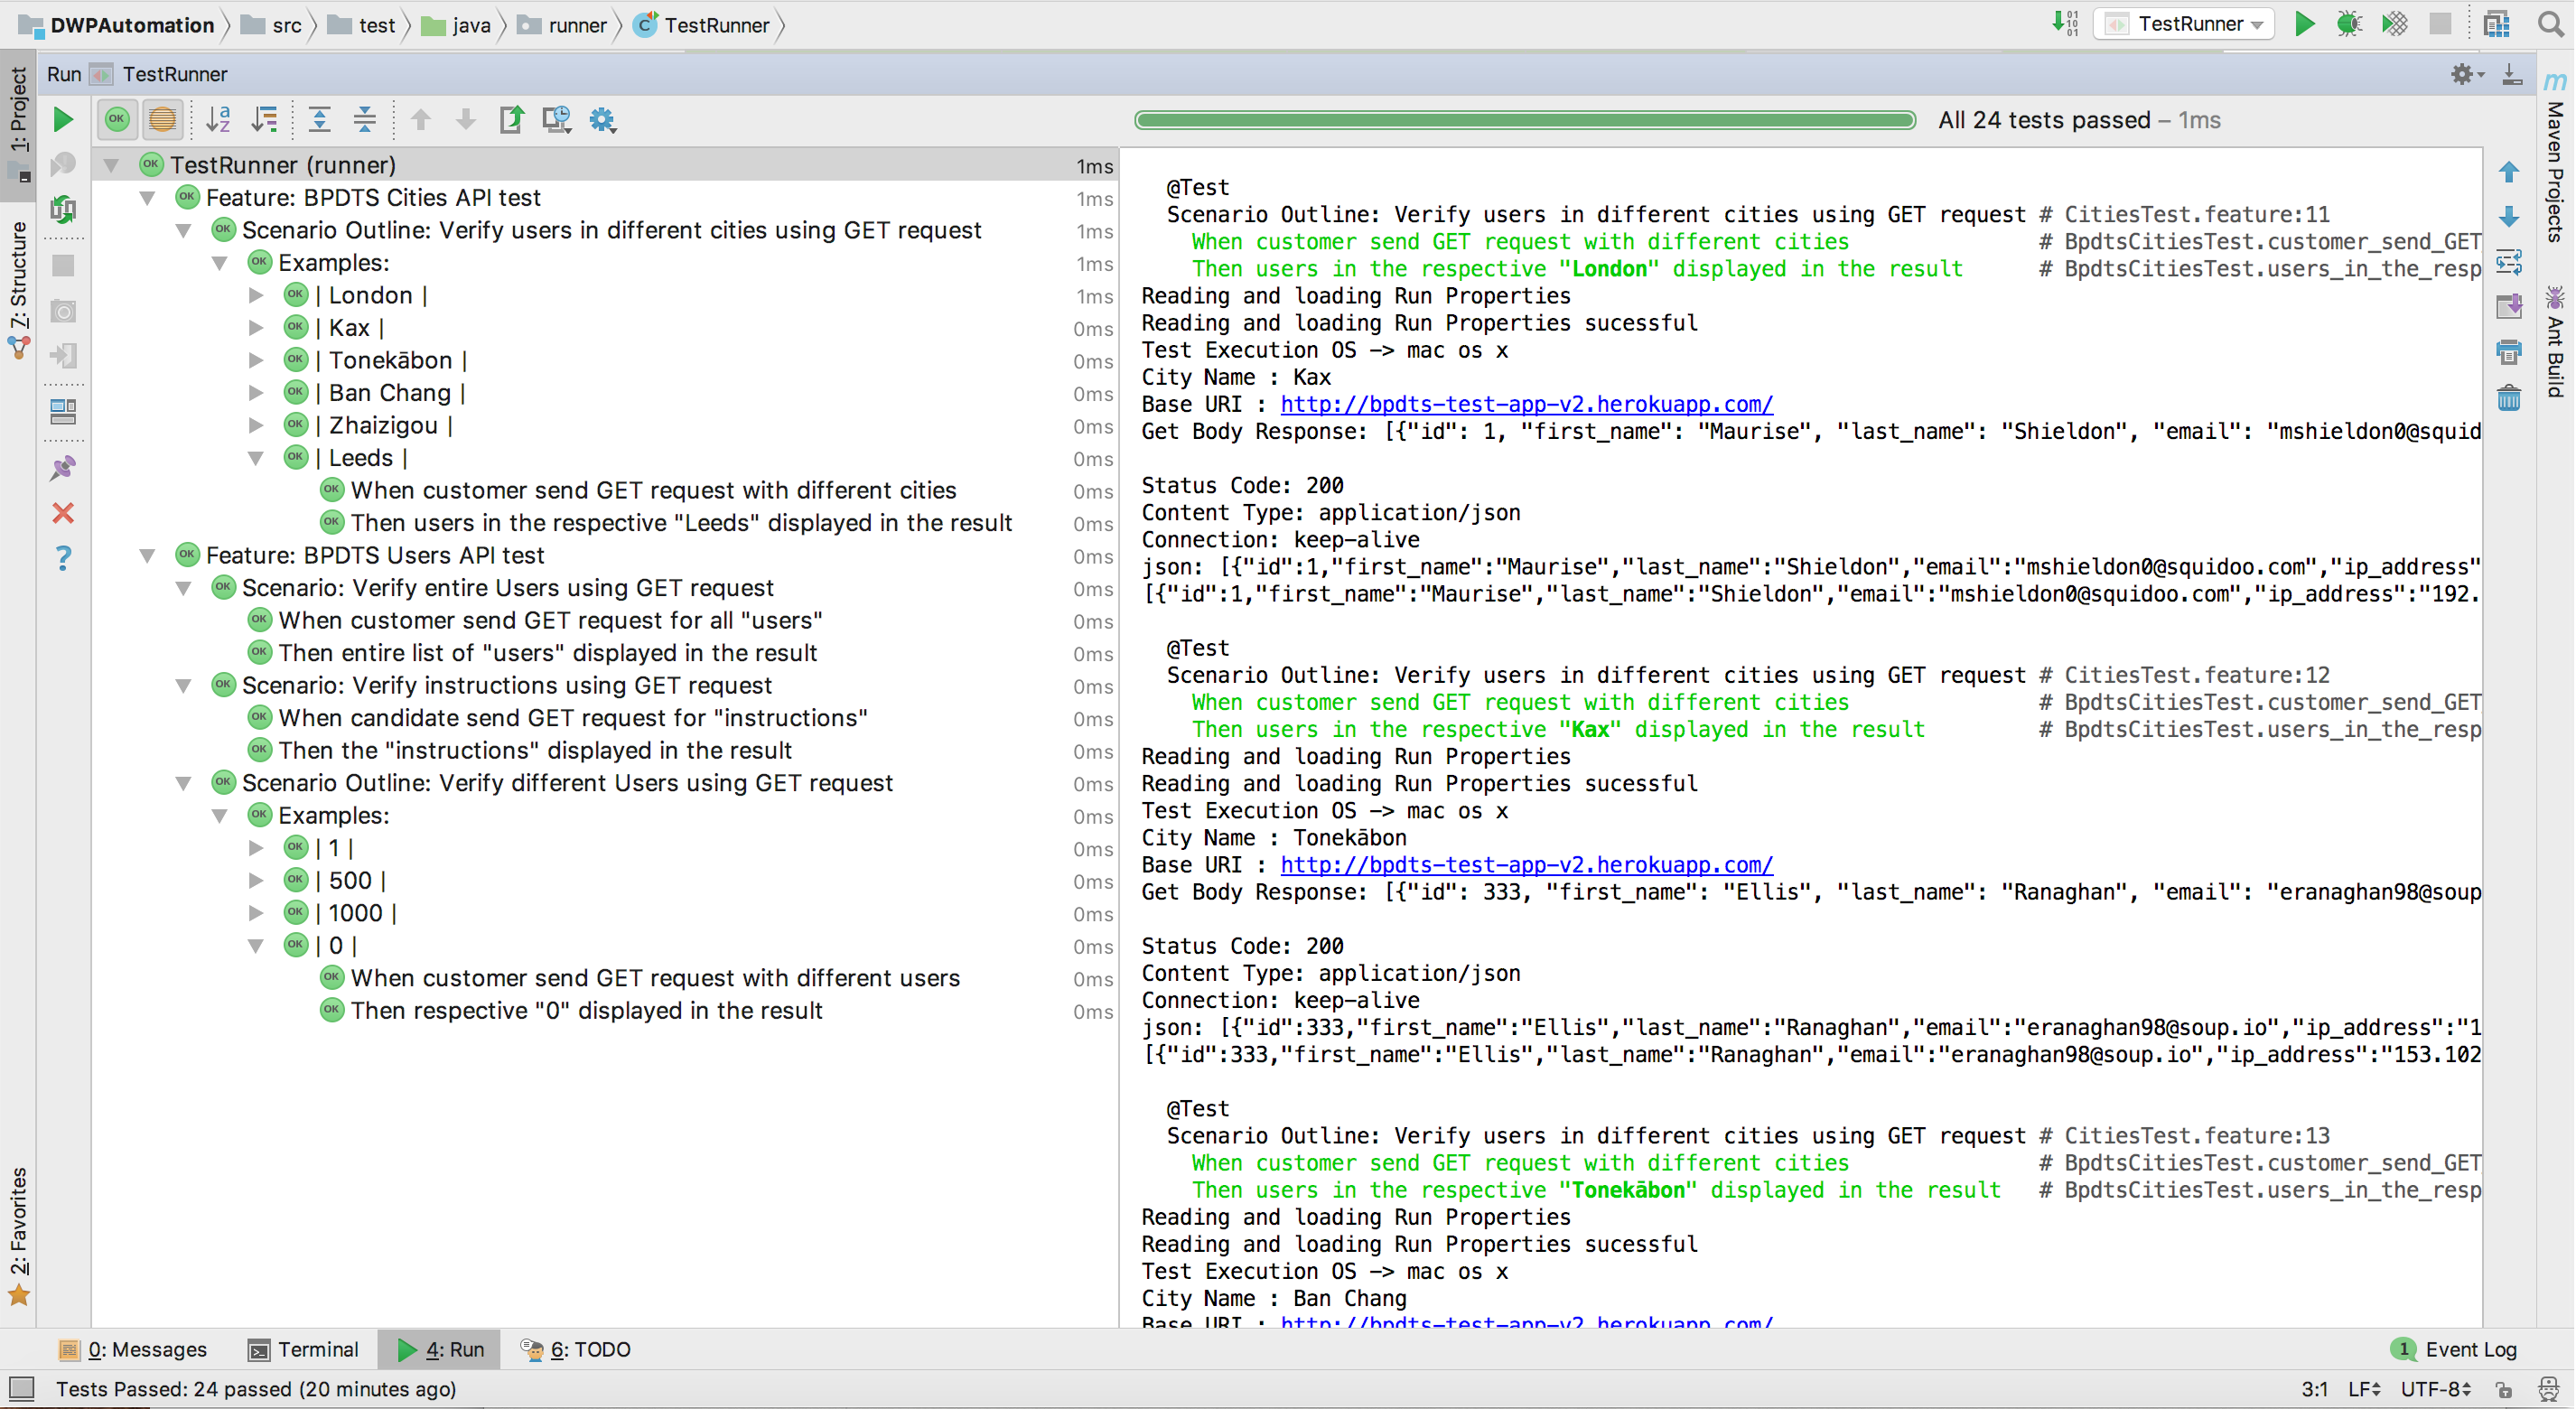 DWPAutomation src test java runner TestRunner TestRunner
Run TestRunner
All 24 tests passed – 1ms
1: Project
7: Structure
2: Favorites
TestRunner (runner) 1ms
Feature: BPDTS Cities API test 1ms
Scenario Outline: Verify users in different cities using GET request 1ms
Examples: 1ms
| London | 1ms
| Kax | 0ms
| Tonekābon | 0ms
| Ban Chang | 0ms
| Zhaizigou | 0ms
| Leeds | 0ms
When customer send GET request with different cities 0ms
Then users in the respective "Leeds" displayed in the result 0ms
Feature: BPDTS Users API test 0ms
Scenario: Verify entire Users using GET request 0ms
When customer send GET request for all "users" 0ms
Then entire list of "users" displayed in the result 0ms
Scenario: Verify instructions using GET request 0ms
When candidate send GET request for "instructions" 0ms
Then the "instructions" displayed in the result 0ms
Scenario Outline: Verify different Users using GET request 0ms
Examples: 0ms
| 1 | 0ms
| 500 | 0ms
| 1000 | 0ms
| 0 | 0ms
When customer send GET request with different users 0ms
Then respective "0" displayed in the result 0ms
@Test
Scenario Outline: Verify users in different cities using GET request # CitiesTest.feature:11
When customer send GET request with different cities # BpdtsCitiesTest.customer_send_GET
Then users in the respective "London" displayed in the result # BpdtsCitiesTest.users_in_the_resp
Reading and loading Run Properties
Reading and loading Run Properties sucessful
Test Execution OS -> mac os x
City Name : Kax
Base URI : http://bpdts-test-app-v2.herokuapp.com/
Get Body Response: [{"id": 1, "first_name": "Maurise", "last_name": "Shieldon", "email": "mshieldon0@squid
Status Code: 200
Content Type: application/json
Connection: keep-alive
json: [{"id":1,"first_name":"Maurise","last_name":"Shieldon","email":"mshieldon0@squidoo.com","ip_address"
[{"id":1,"first_name":"Maurise","last_name":"Shieldon","email":"mshieldon0@squidoo.com","ip_address":"192.
@Test
Scenario Outline: Verify users in different cities using GET request # CitiesTest.feature:12
When customer send GET request with different cities # BpdtsCitiesTest.customer_send_GET
Then users in the respective "Kax" displayed in the result # BpdtsCitiesTest.users_in_the_resp
Reading and loading Run Properties
Reading and loading Run Properties sucessful
Test Execution OS -> mac os x
City Name : Tonekābon
Base URI : http://bpdts-test-app-v2.herokuapp.com/
Get Body Response: [{"id": 333, "first_name": "Ellis", "last_name": "Ranaghan", "email": "eranaghan98@soup
Status Code: 200
Content Type: application/json
Connection: keep-alive
json: [{"id":333,"first_name":"Ellis","last_name":"Ranaghan","email":"eranaghan98@soup.io","ip_address":"1
[{"id":333,"first_name":"Ellis","last_name":"Ranaghan","email":"eranaghan98@soup.io","ip_address":"153.102
@Test
Scenario Outline: Verify users in different cities using GET request # CitiesTest.feature:13
When customer send GET request with different cities # BpdtsCitiesTest.customer_send_GET
Then users in the respective "Tonekābon" displayed in the result # BpdtsCitiesTest.users_in_the_resp
Reading and loading Run Properties
Reading and loading Run Properties sucessful
Test Execution OS -> mac os x
City Name : Ban Chang
Base URI : http://bpdts-test-app-v2.herokuapp.com/
Maven Projects
Ant Build
0: Messages Terminal 4: Run 6: TODO 1 Event Log
Tests Passed: 24 passed (20 minutes ago) 3:1 LF UTF-8